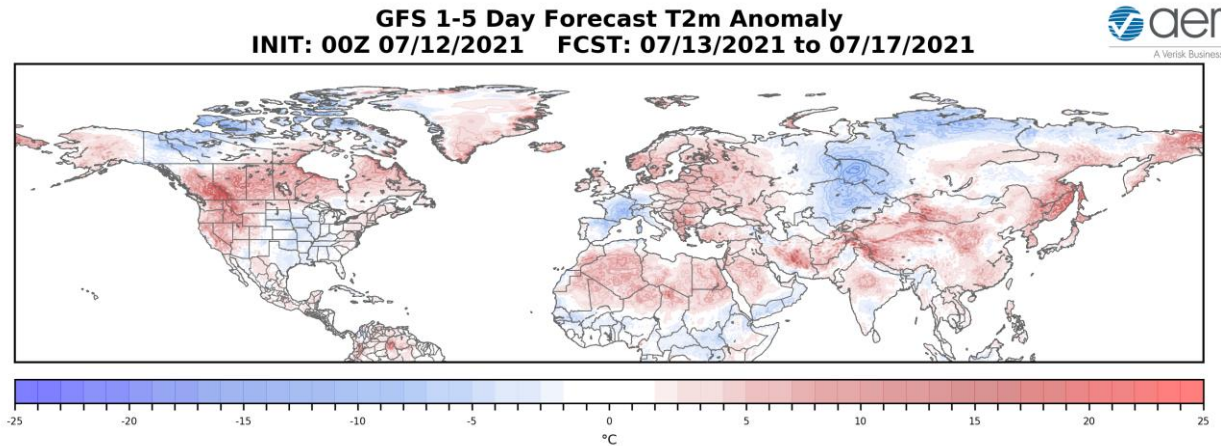 GFS 1-5 Day Forecast T2m Anomaly
INIT: 00Z 07/12/2021 FCST: 07/13/2021 to 07/17/2021
aer
A Verisk Business
-25 -20 -15 -10 -5 0 5 10 15 20 25
°C